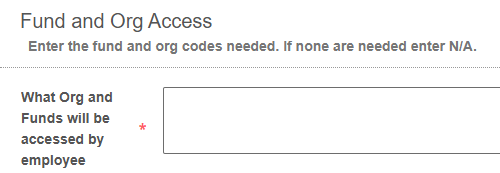 Fund and Org Access
Enter the fund and org codes needed. If none are needed enter N/A.
What Org and
Funds will be
accessed by
employee
*